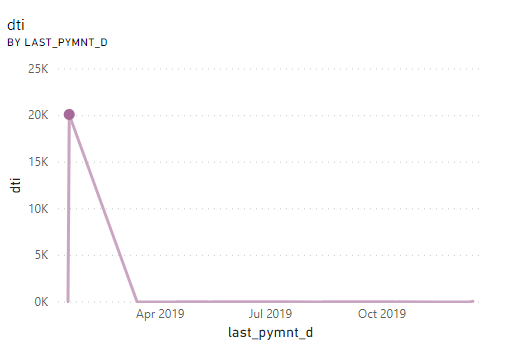 dti
BY LAST_PYMNT_D
25K
20K
15K
10K
5K
0K
dti
Apr 2019 Jul 2019 Oct 2019
last_pymnt_d